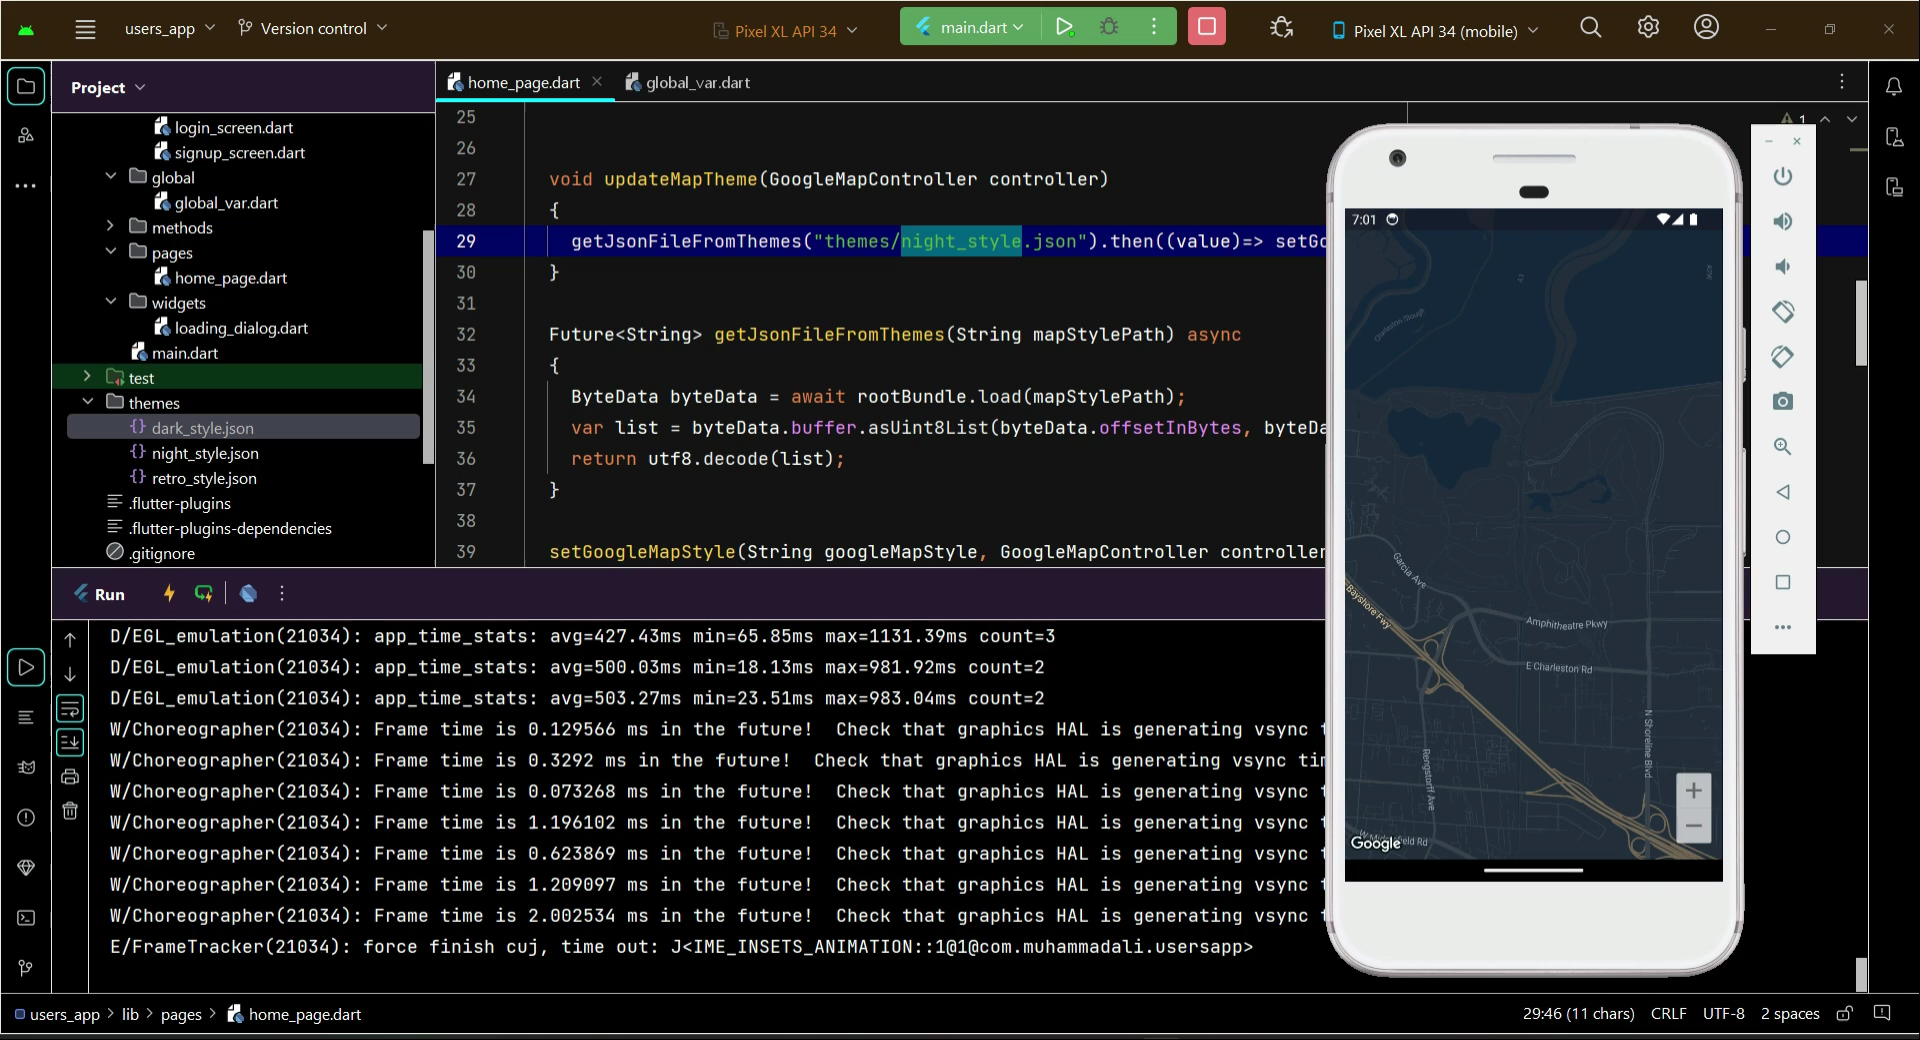 users_app
Version control
Pixel XL API 34
main.dart
Pixel XL API 34 (mobile)
Project
login_screen.dart
signup_screen.dart
global
global_var.dart
methods
pages
home_page.dart
widgets
loading_dialog.dart
main.dart
test
themes
dark_style.json
night_style.json
retro_style.json
.flutter-plugins
.flutter-plugins-dependencies
.gitignore
home_page.dart
global_var.dart
1
25
26
27 void updateMapTheme(GoogleMapController controller)
28 {
29 getJsonFileFromThemes("themes/night_style.json").then((value)=> setGo
30 }
31
32 Future<String> getJsonFileFromThemes(String mapStylePath) async
33 {
34 ByteData byteData = await rootBundle.load(mapStylePath);
35 var list = byteData.buffer.asUint8List(byteData.offsetInBytes, byteDa
36 return utf8.decode(list);
37 }
38
39 setGoogleMapStyle(String googleMapStyle, GoogleMapController controller
Run
D/EGL_emulation(21034): app_time_stats: avg=427.43ms min=65.85ms max=1131.39ms count=3
D/EGL_emulation(21034): app_time_stats: avg=500.03ms min=18.13ms max=981.92ms count=2
D/EGL_emulation(21034): app_time_stats: avg=503.27ms min=23.51ms max=983.04ms count=2
W/Choreographer(21034): Frame time is 0.129566 ms in the future!  Check that graphics HAL is generating vsync t
W/Choreographer(21034): Frame time is 0.3292 ms in the future!  Check that graphics HAL is generating vsync tim
W/Choreographer(21034): Frame time is 0.073268 ms in the future!  Check that graphics HAL is generating vsync t
W/Choreographer(21034): Frame time is 1.196102 ms in the future!  Check that graphics HAL is generating vsync t
W/Choreographer(21034): Frame time is 0.623869 ms in the future!  Check that graphics HAL is generating vsync t
W/Choreographer(21034): Frame time is 1.209097 ms in the future!  Check that graphics HAL is generating vsync t
W/Choreographer(21034): Frame time is 2.002534 ms in the future!  Check that graphics HAL is generating vsync t
E/FrameTracker(21034): force finish cuj, time out: J<IME_INSETS_ANIMATION::1@1@com.muhammadali.usersapp>
7:01
Charleston Slough
Garcia Ave
Bayshore Fwy
Amphitheatre Pkwy
E Charleston Rd
N Shoreline Blvd
Rengstorff Ave
Google
Rd
users_app > lib > pages > home_page.dart
29:46 (11 chars)
CRLF
UTF-8
2 spaces